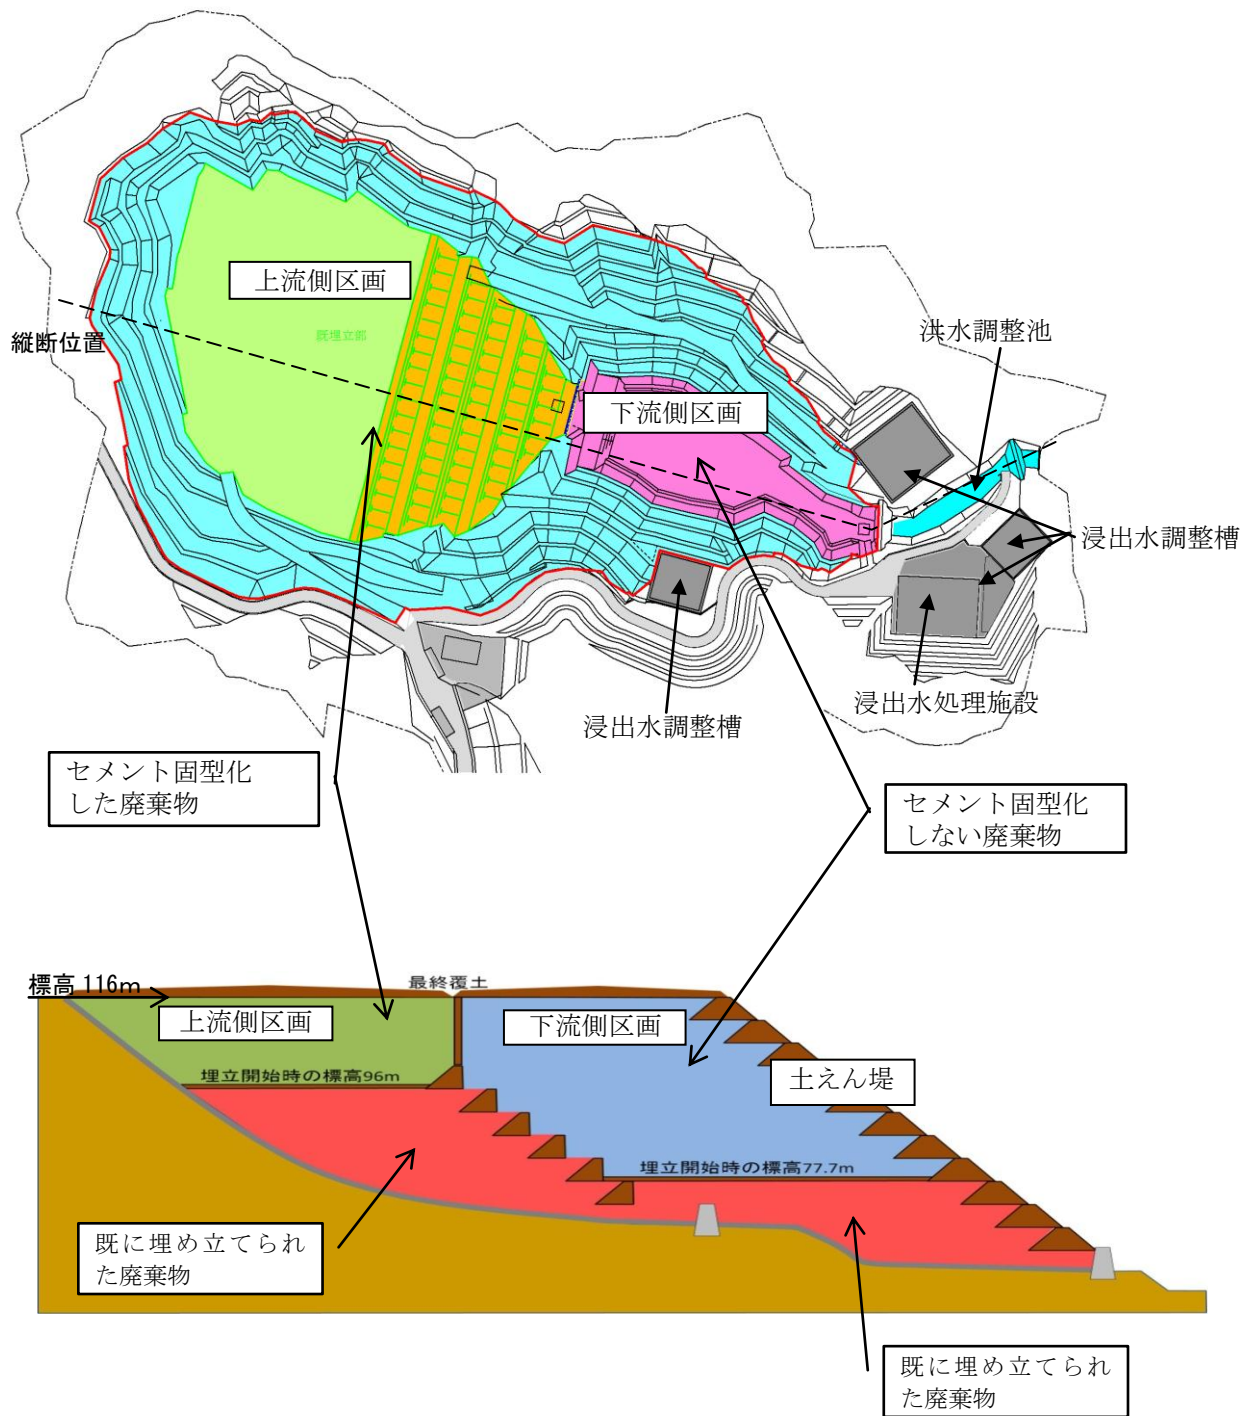 上流側区画
既埋立部
縦断位置
洪水調整池
下流側区画
浸出水調整槽
浸出水処理施設
浸出水調整槽
セメント固型化
した廃棄物
セメント固型化
しない廃棄物
標高 116m
最終覆土
上流側区画
下流側区画
埋立開始時の標高96m
土えん堤
埋立開始時の標高77.7m
既に埋め立てられ
た廃棄物
既に埋め立てられ
た廃棄物